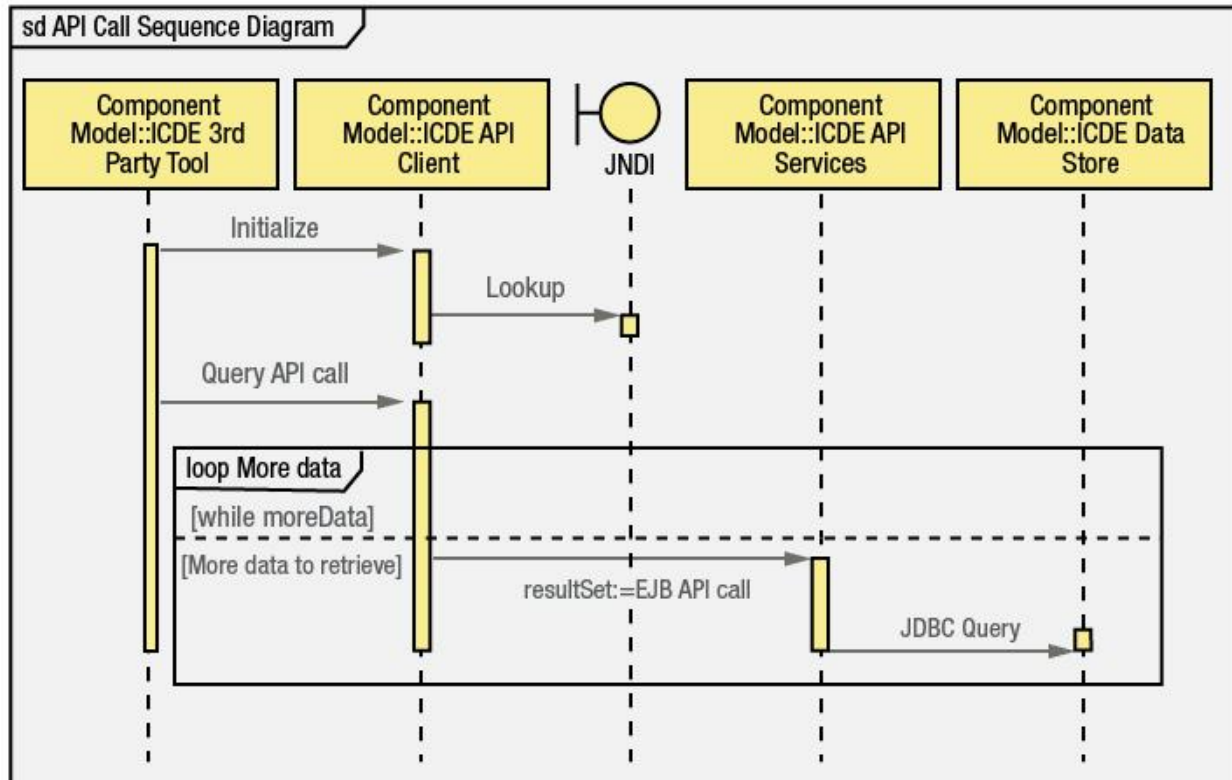 sd API Call Sequence Diagram
Component
Model::ICDE 3rd
Party Tool
Component
Model::ICDE API
Client
JNDI
Component
Model::ICDE API
Services
Component
Model::ICDE Data
Store
Initialize
Lookup
Query API call
loop More data
[while moreData]
[More data to retrieve]
resultSet:=EJB API call
JDBC Query